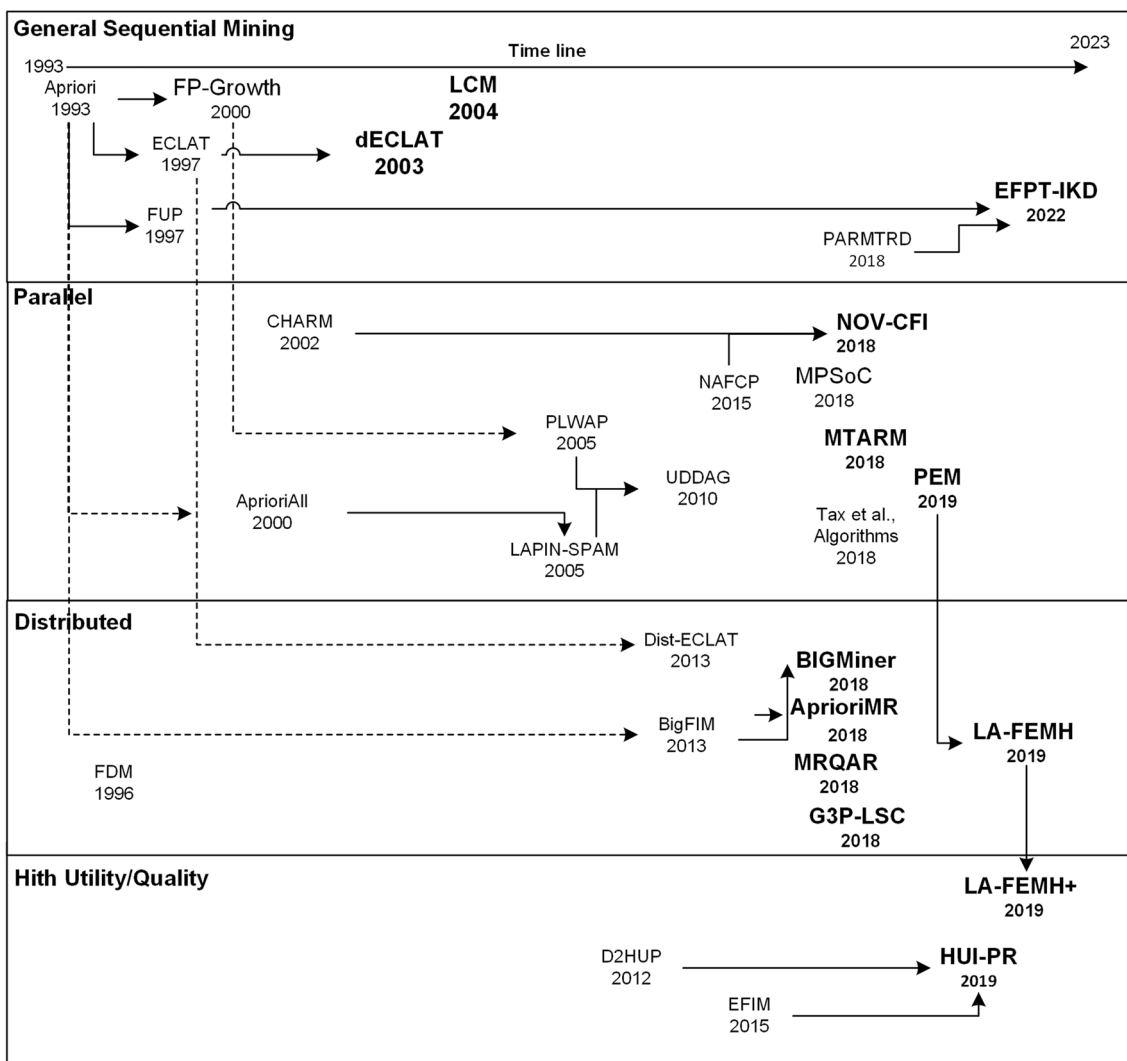 General Sequential Mining
Time line
2023
1993
Apriori
1993
FP-Growth
2000
LCM
2004
ECLAT
1997
dECLAT
2003
FUP
1997
EFPT-IKD
2022
PARMTRD
2018
Parallel
CHARM
2002
NOV-CFI
2018
NAFCP
2015
MPSoC
2018
PLWAP
2005
MTARM
2018
UDDAG
2010
PEM
2019
AprioriAll
2000
Tax et al.,
Algorithms
2018
LAPIN-SPAM
2005
Distributed
Dist-ECLAT
2013
BIGMiner
2018
BigFIM
2013
AprioriMR
2018
LA-FEMH
2019
FDM
1996
MRQAR
2018
G3P-LSC
2018
Hith Utility/Quality
LA-FEMH+
2019
D2HUP
2012
HUI-PR
2019
EFIM
2015